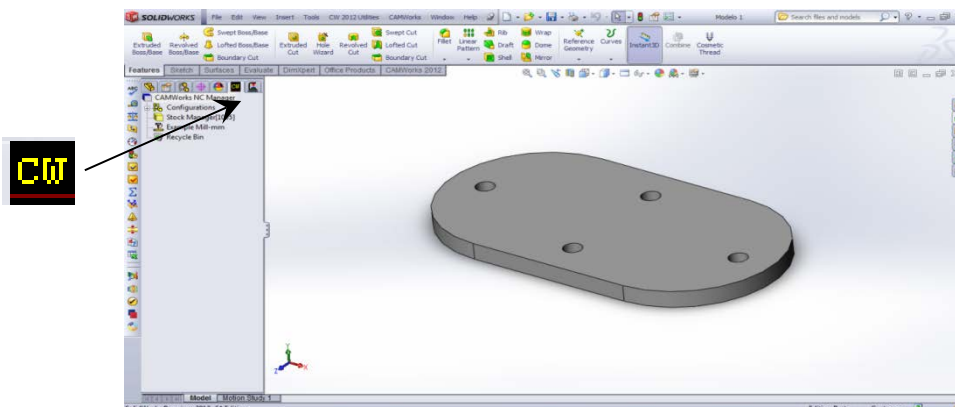 SOLIDWORKS File Edit View Insert Tools CW 2012 Utilities CAMWorks Window Help Modelo 1 Search files and models
Extruded Boss/Base Revolved Boss/Base Swept Boss/Base Lofted Boss/Base Boundary Cut Extruded Cut Hole Wizard Revolved Cut Swept Cut Lofted Cut Boundary Cut Fillet Linear Pattern Rib Draft Shell Wrap Dome Mirror Reference Geometry Curves Instant3D Combine Cosmetic Thread
Features Sketch Surfaces Evaluate DimXpert Office Products CAMWorks 2012
CAMWorks NC Manager
Configurations
Stock Manager
Example Mill-mm
Recycle Bin
CW
Y
Z X
Model Motion Study 1